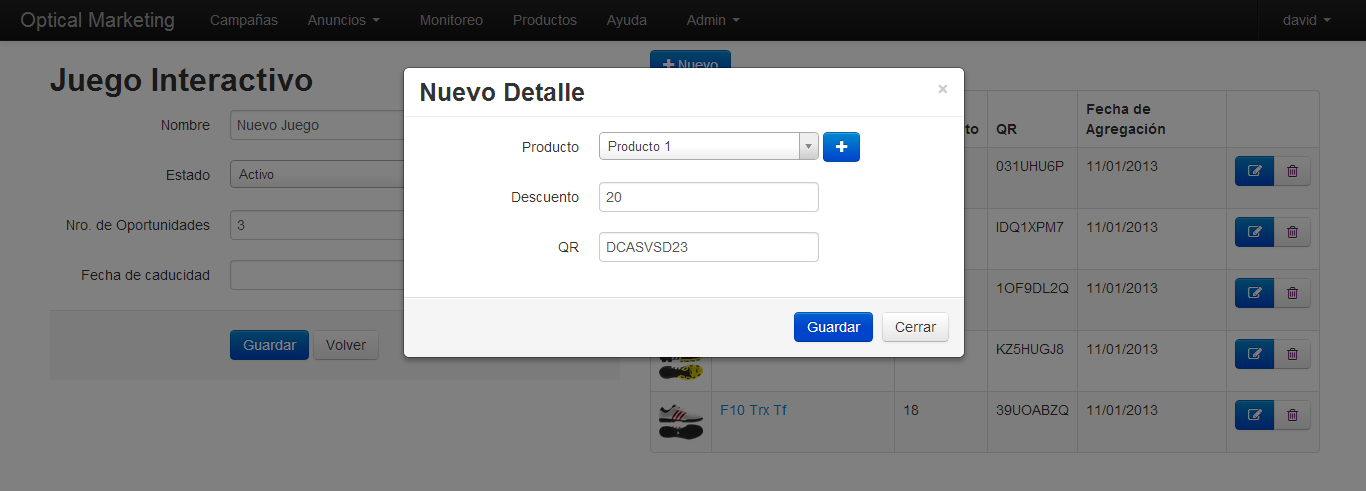 Optical Marketing Campañas Anuncios Monitoreo Productos Ayuda Admin david
Juego Interactivo
Nombre Nuevo Juego
Estado Activo
Nro. de Oportunidades 3
Fecha de caducidad
Guardar Volver
Nuevo
Nuevo Detalle ×
Producto Producto 1
Descuento 20
QR DCASVSD23
Guardar Cerrar
to QR Fecha de
Agregación
031UHU6P 11/01/2013
IDQ1XPM7 11/01/2013
1OF9DL2Q 11/01/2013
KZ5HUGJ8 11/01/2013
F10 Trx Tf 18 39UOABZQ 11/01/2013